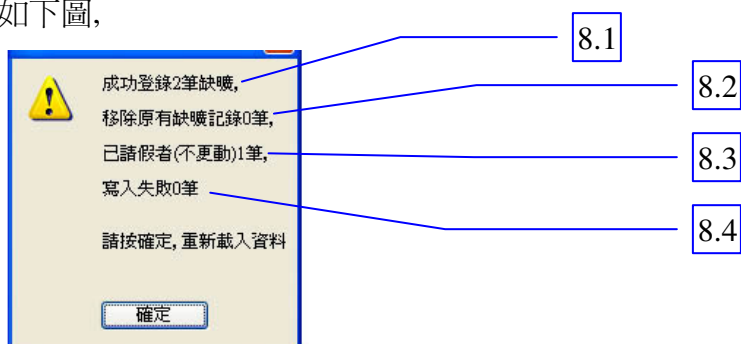 如下圖,
8.1
成功登錄2筆缺曠,
8.2
移除原有缺曠記錄0筆,
8.3
已請假者(不更動)1筆,
8.4
寫入失敗0筆
請按確定,重新載入資料
確定